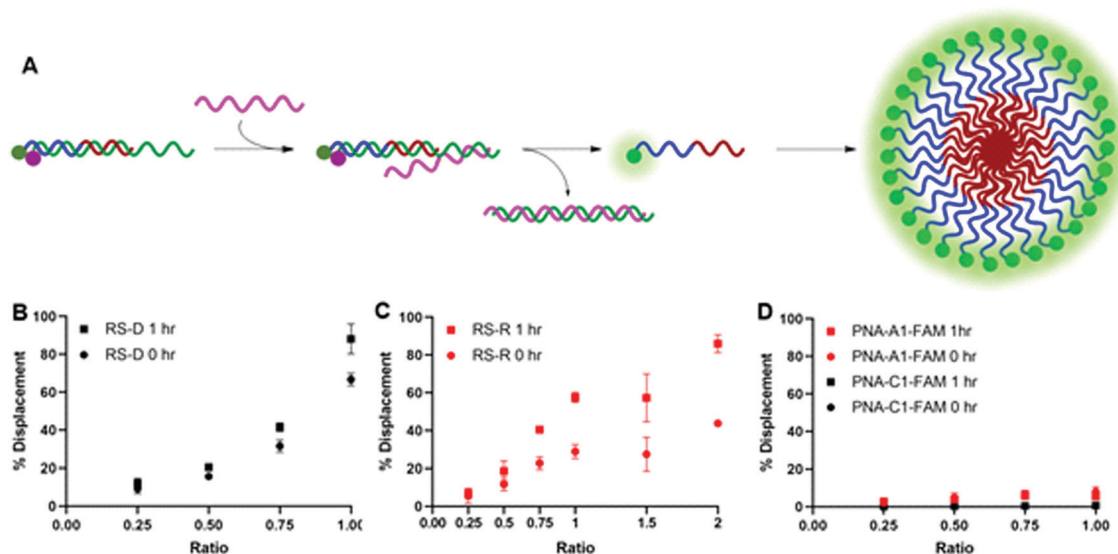 A
B
RS-D 1 hr
RS-D 0 hr
% Displacement
100
80
60
40
20
0
0.00 0.25 0.50 0.75 1.00
Ratio
C
RS-R 1 hr
RS-R 0 hr
% Displacement
100
80
60
40
20
0
0.00 0.25 0.5 0.75 1 1.5 2
Ratio
D
PNA-A1-FAM 1hr
PNA-A1-FAM 0 hr
PNA-C1-FAM 1 hr
PNA-C1-FAM 0 hr
% Displacement
100
80
60
40
20
0
0.00 0.25 0.50 0.75 1.00
Ratio